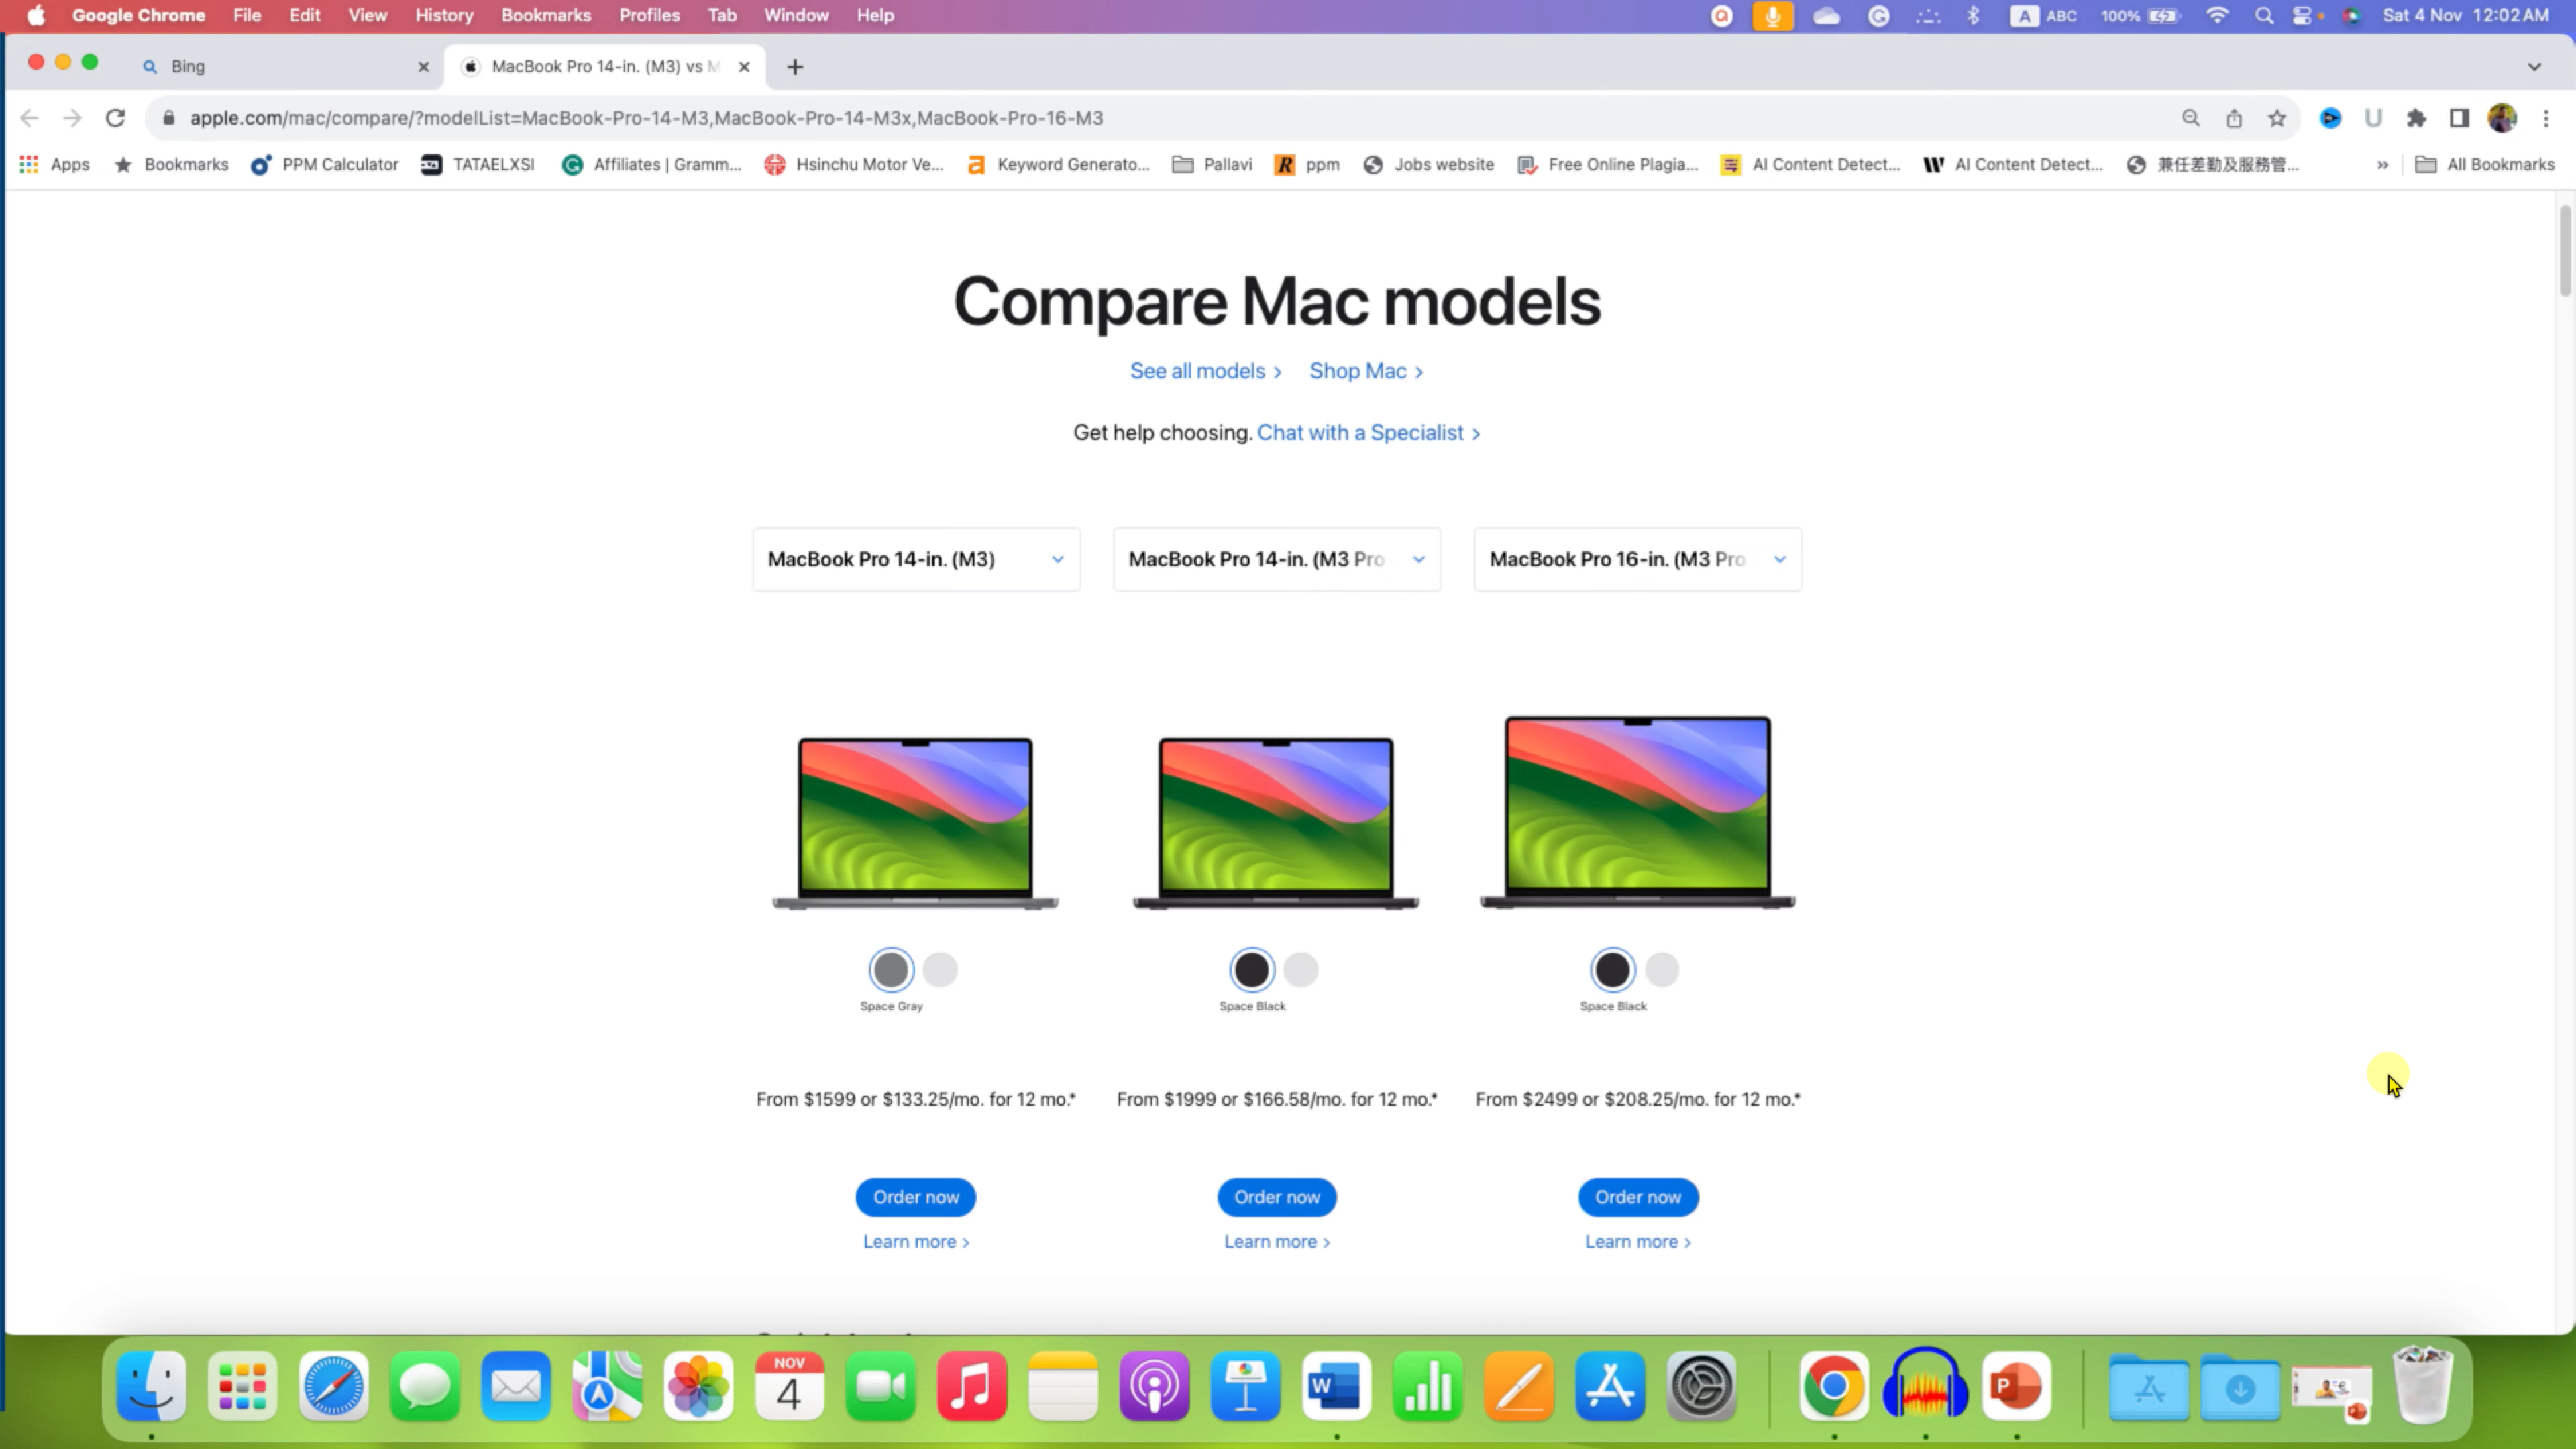 Google Chrome File Edit View History Bookmarks Profiles Tab Window Help A ABC 100% Sat 4 Nov 12:02 AM
Bing MacBook Pro 14-in. (M3) vs M
apple.com/mac/compare/?modelList=MacBook-Pro-14-M3,MacBook-Pro-14-M3x,MacBook-Pro-16-M3
Apps Bookmarks PPM Calculator TATAELXSI Affiliates | Gramm... Hsinchu Motor Ve... Keyword Generato... Pallavi ppm Jobs website Free Online Plagia... AI Content Detect... AI Content Detect... 兼任差勤及服務管... » All Bookmarks
Compare Mac models
See all models > Shop Mac >
Get help choosing. Chat with a Specialist >
MacBook Pro 14-in. (M3) MacBook Pro 14-in. (M3 Pro MacBook Pro 16-in. (M3 Pro
Space Gray Space Black Space Black
From $1599 or $133.25/mo. for 12 mo.* From $1999 or $166.58/mo. for 12 mo.* From $2499 or $208.25/mo. for 12 mo.*
Order now Order now Order now
Learn more > Learn more > Learn more >
NOV
4
W
P